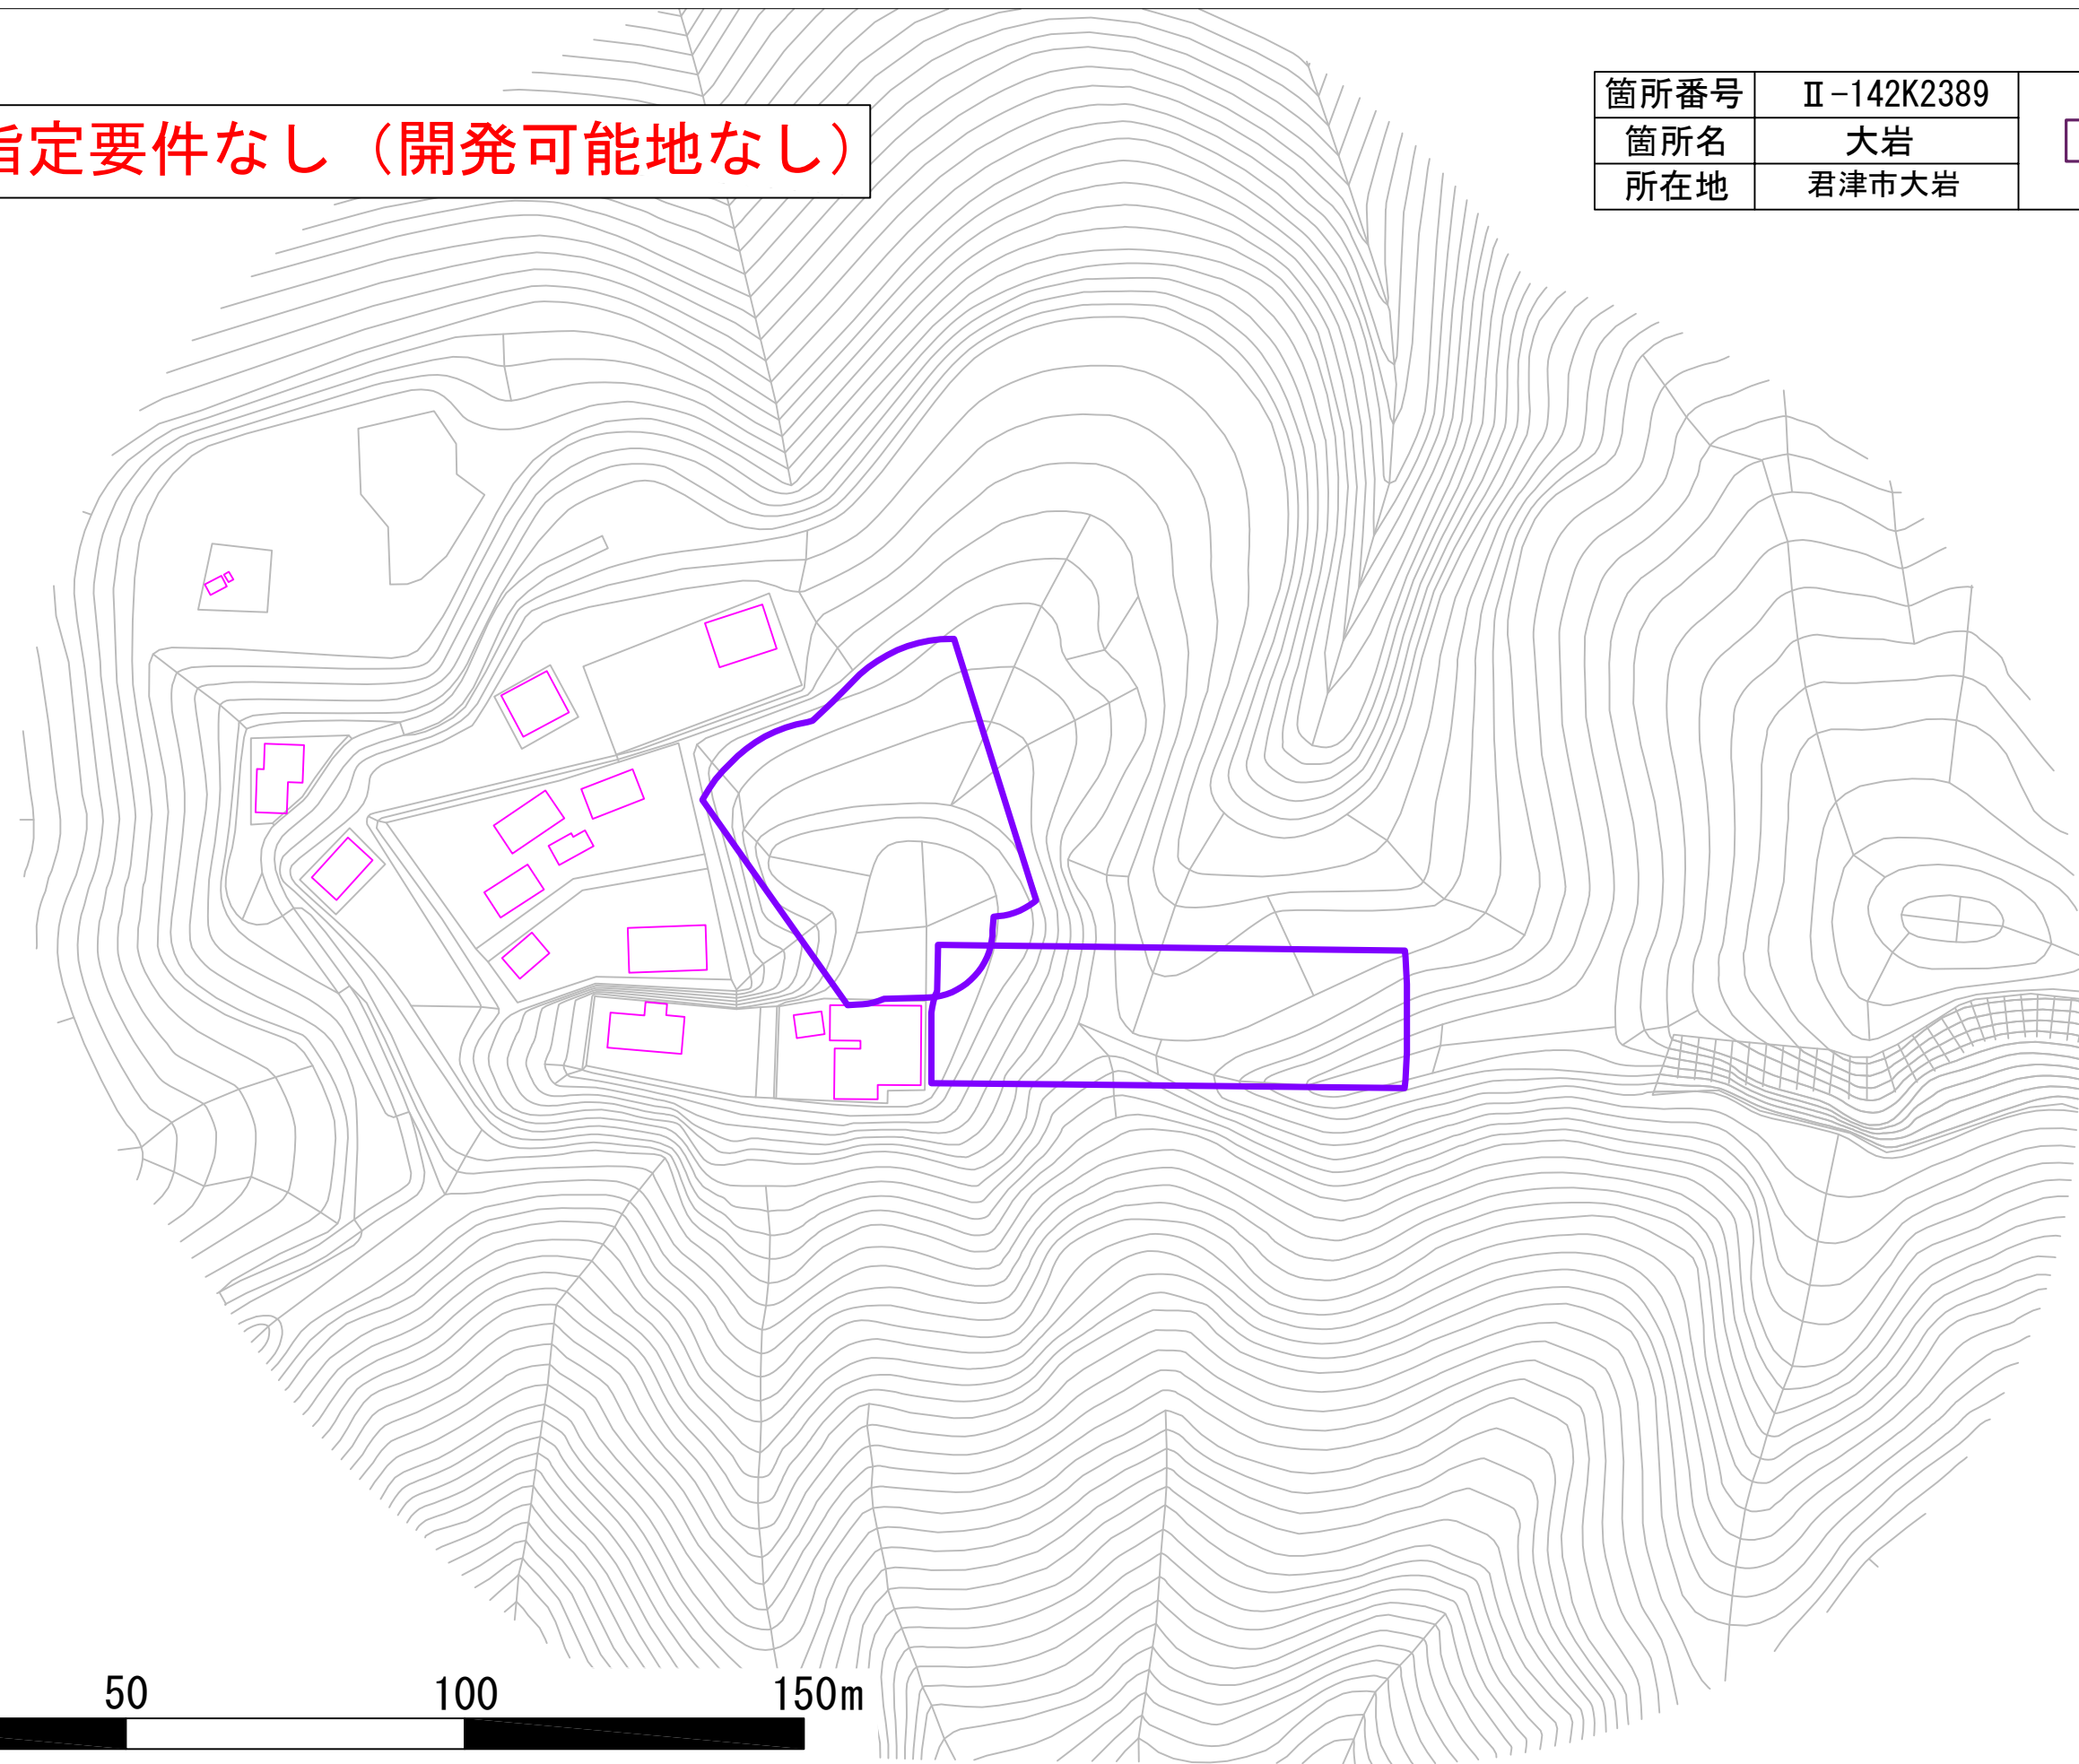 定要件なし（開発可能地なし）
箇所番号 Ⅱ-142K2389
箇所名 大岩
所在地 君津市大岩
50 100 150m